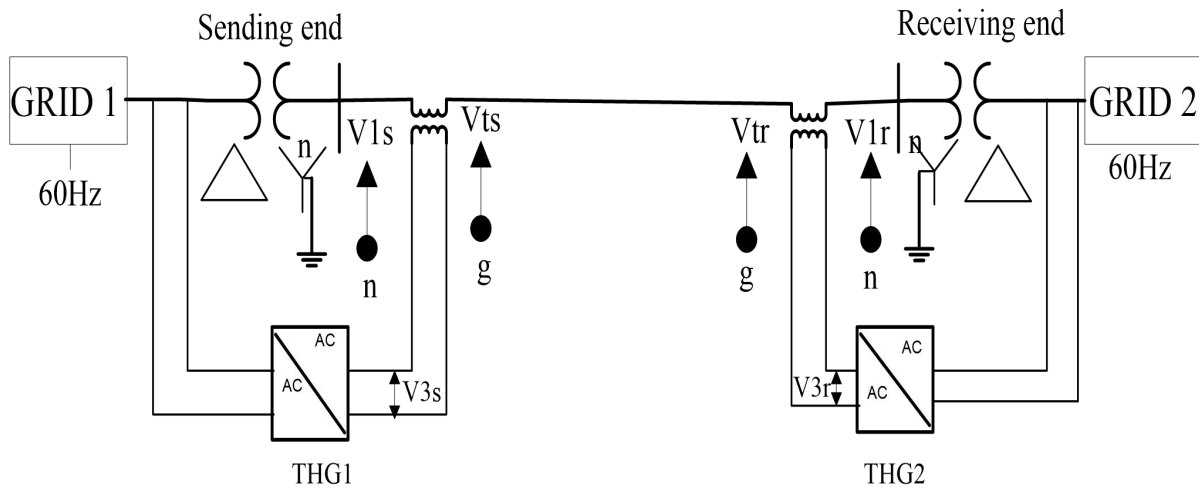 Sending end
Receiving end
GRID 1
GRID 2
60Hz
60Hz
n
V1s
Vts
Vtr
V1r
n
n
g
g
n
AC
AC
V3s
V3r
AC
AC
THG1
THG2